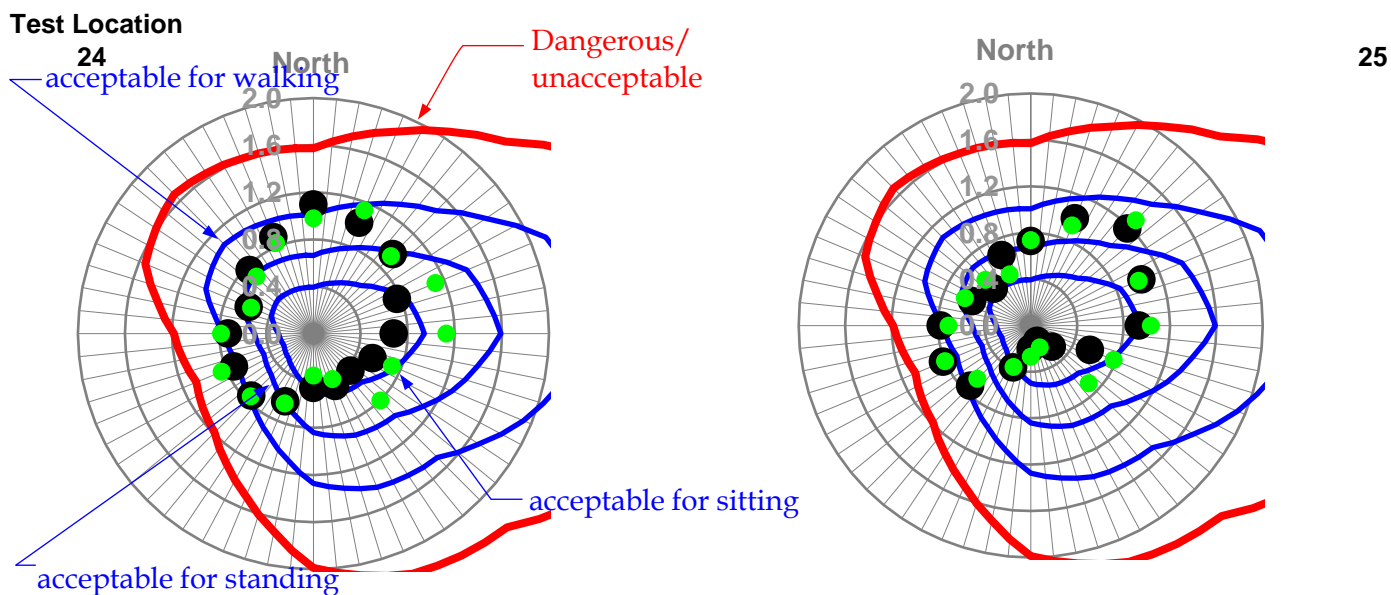 Test Location
24
North
Dangerous/
unacceptable
acceptable for walking
2.0
1.6
1.2
0.8
0.4
0.0
acceptable for sitting
acceptable for standing
North
25
2.0
1.6
1.2
0.8
0.4
0.0